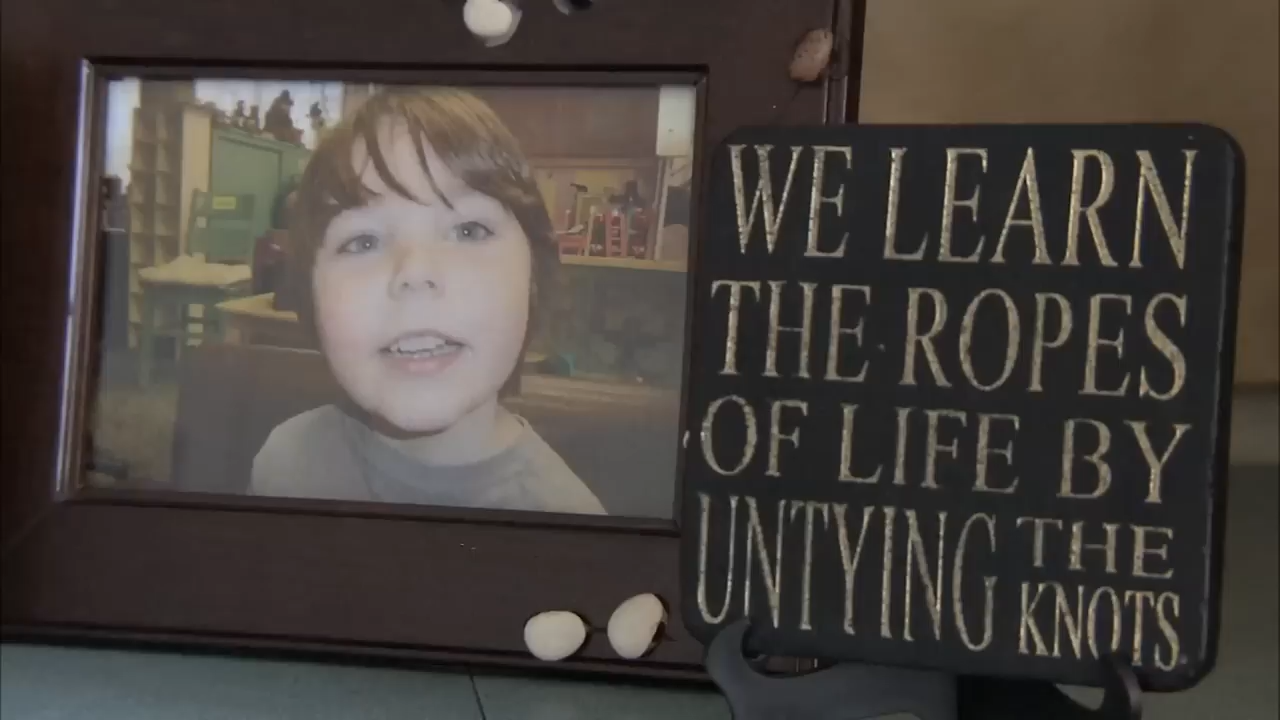 WE LEARN
THE ROPES
OF LIFE BY
UNTYING THE
KNOTS